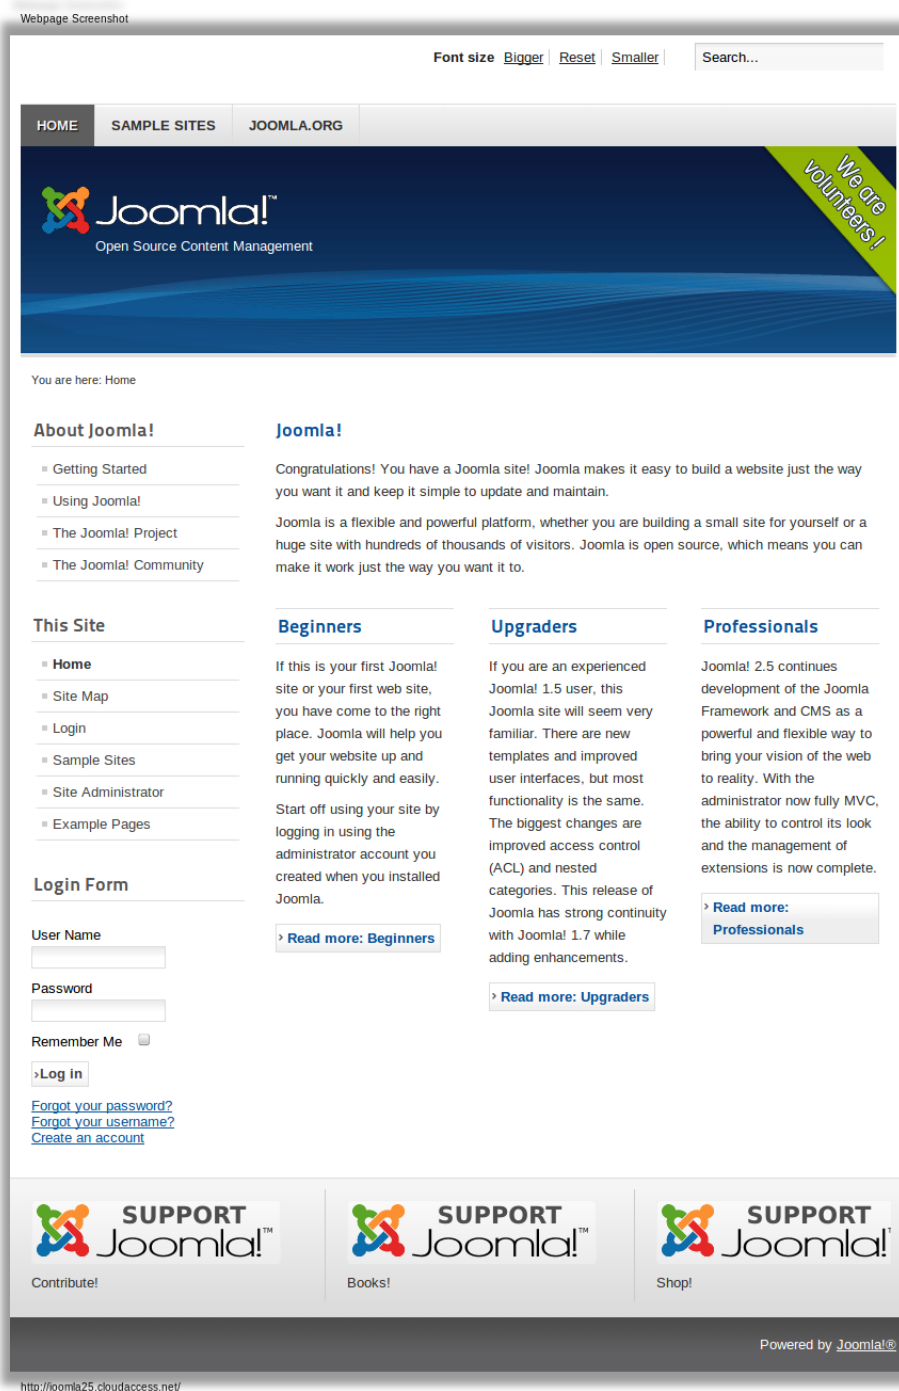 Webpage Screenshot
Font size Bigger Reset Smaller Search...
HOME SAMPLE SITES JOOMLA.ORG
We are
volunteers!
Joomla!™
Open Source Content Management
You are here: Home
About Joomla!
Getting Started
Using Joomla!
The Joomla! Project
The Joomla! Community
This Site
Home
Site Map
Login
Sample Sites
Site Administrator
Example Pages
Login Form
User Name
Password
Remember Me
Log in
Forgot your password?
Forgot your username?
Create an account
Joomla!
Congratulations! You have a Joomla site! Joomla makes it easy to build a website just the way
you want it and keep it simple to update and maintain.
Joomla is a flexible and powerful platform, whether you are building a small site for yourself or a
huge site with hundreds of thousands of visitors. Joomla is open source, which means you can
make it work just the way you want it to.
Beginners
If this is your first Joomla!
site or your first web site,
you have come to the right
place. Joomla will help you
get your website up and
running quickly and easily.
Start off using your site by
logging in using the
administrator account you
created when you installed
Joomla.
Read more: Beginners
Upgraders
If you are an experienced
Joomla! 1.5 user, this
Joomla site will seem very
familiar. There are new
templates and improved
user interfaces, but most
functionality is the same.
The biggest changes are
improved access control
(ACL) and nested
categories. This release of
Joomla has strong continuity
with Joomla! 1.7 while
adding enhancements.
Read more: Upgraders
Professionals
Joomla! 2.5 continues
development of the Joomla
Framework and CMS as a
powerful and flexible way to
bring your vision of the web
to reality. With the
administrator now fully MVC,
the ability to control its look
and the management of
extensions is now complete.
Read more:
Professionals
SUPPORT
Joomla!™
Contribute!
SUPPORT
Joomla!™
Books!
SUPPORT
Joomla!
Shop!
Powered by Joomla!®
http://joomla25.cloudaccess.net/